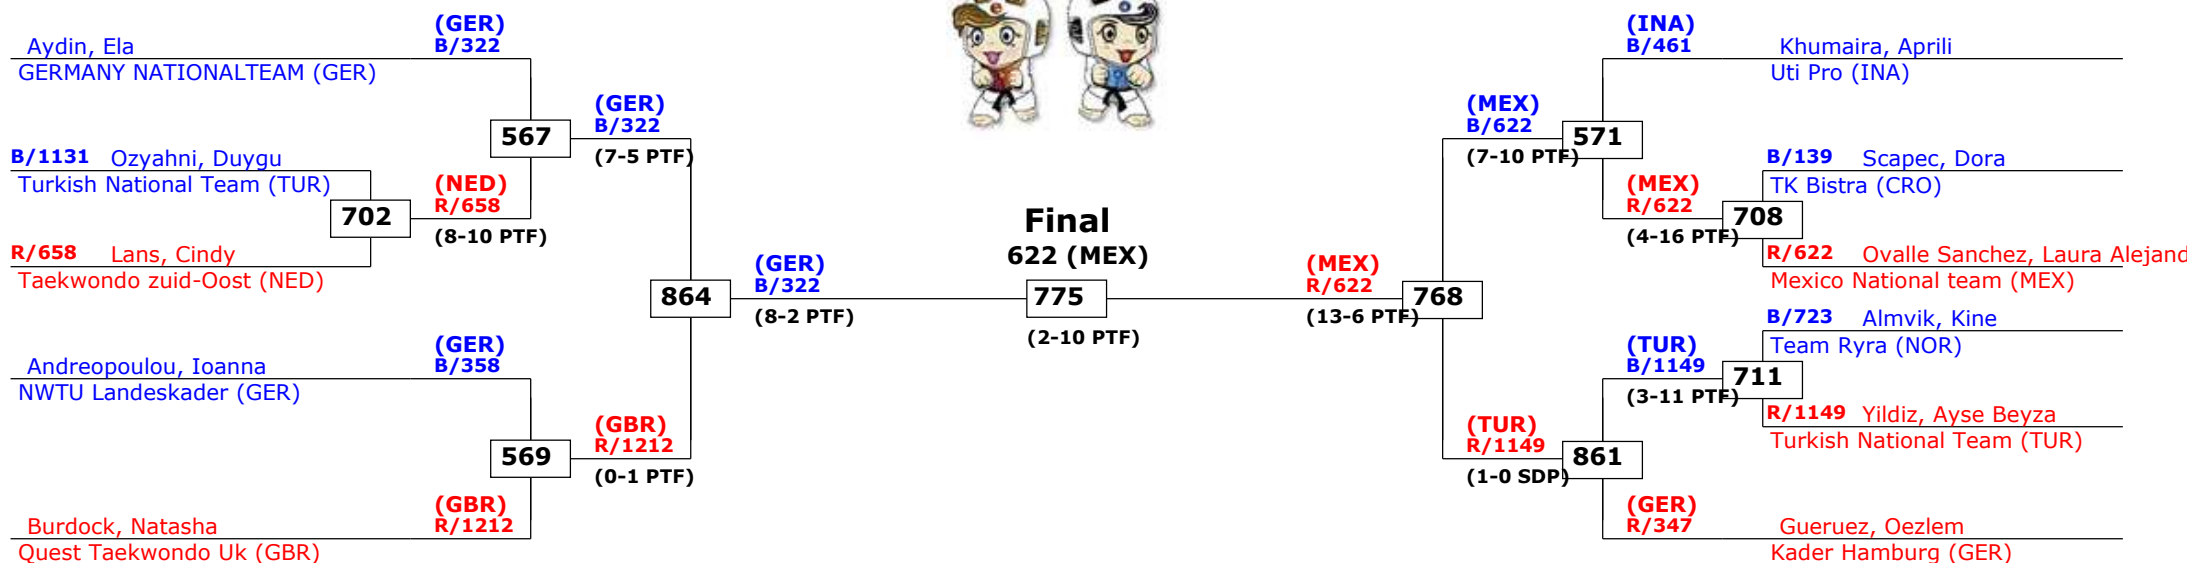 (GER)
B/322
Aydin, Ela
GERMANY NATIONALTEAM (GER)
(GER)
B/322
567
(7-5 PTF)
B/1131 Ozyahni, Duygu
Turkish National Team (TUR)
(NED)
R/658
702
(8-10 PTF)
R/658 Lans, Cindy
Taekwondo zuid-Oost (NED)
864
(GER)
B/322
(8-2 PTF)
(GER)
B/358
Andreopoulou, Ioanna
NWTU Landeskader (GER)
(GBR)
R/1212
569
(0-1 PTF)
(GBR)
R/1212
Burdock, Natasha
Quest Taekwondo Uk (GBR)
Final
622 (MEX)
775
(2-10 PTF)
(INA)
B/461
Khumaira, Aprili
Uti Pro (INA)
(MEX)
B/622
571
(7-10 PTF)
B/139 Scapec, Dora
TK Bistra (CRO)
(MEX)
R/622
708
(4-16 PTF)
R/622 Ovalle Sanchez, Laura Alejand
Mexico National team (MEX)
(MEX)
R/622
768
(13-6 PTF)
B/723 Almvik, Kine
Team Ryra (NOR)
(TUR)
B/1149
711
(3-11 PTF)
R/1149 Yildiz, Ayse Beyza
Turkish National Team (TUR)
(TUR)
R/1149
861
(1-0 SDP)
(GER)
R/347
Gueruez, Oezlem
Kader Hamburg (GER)